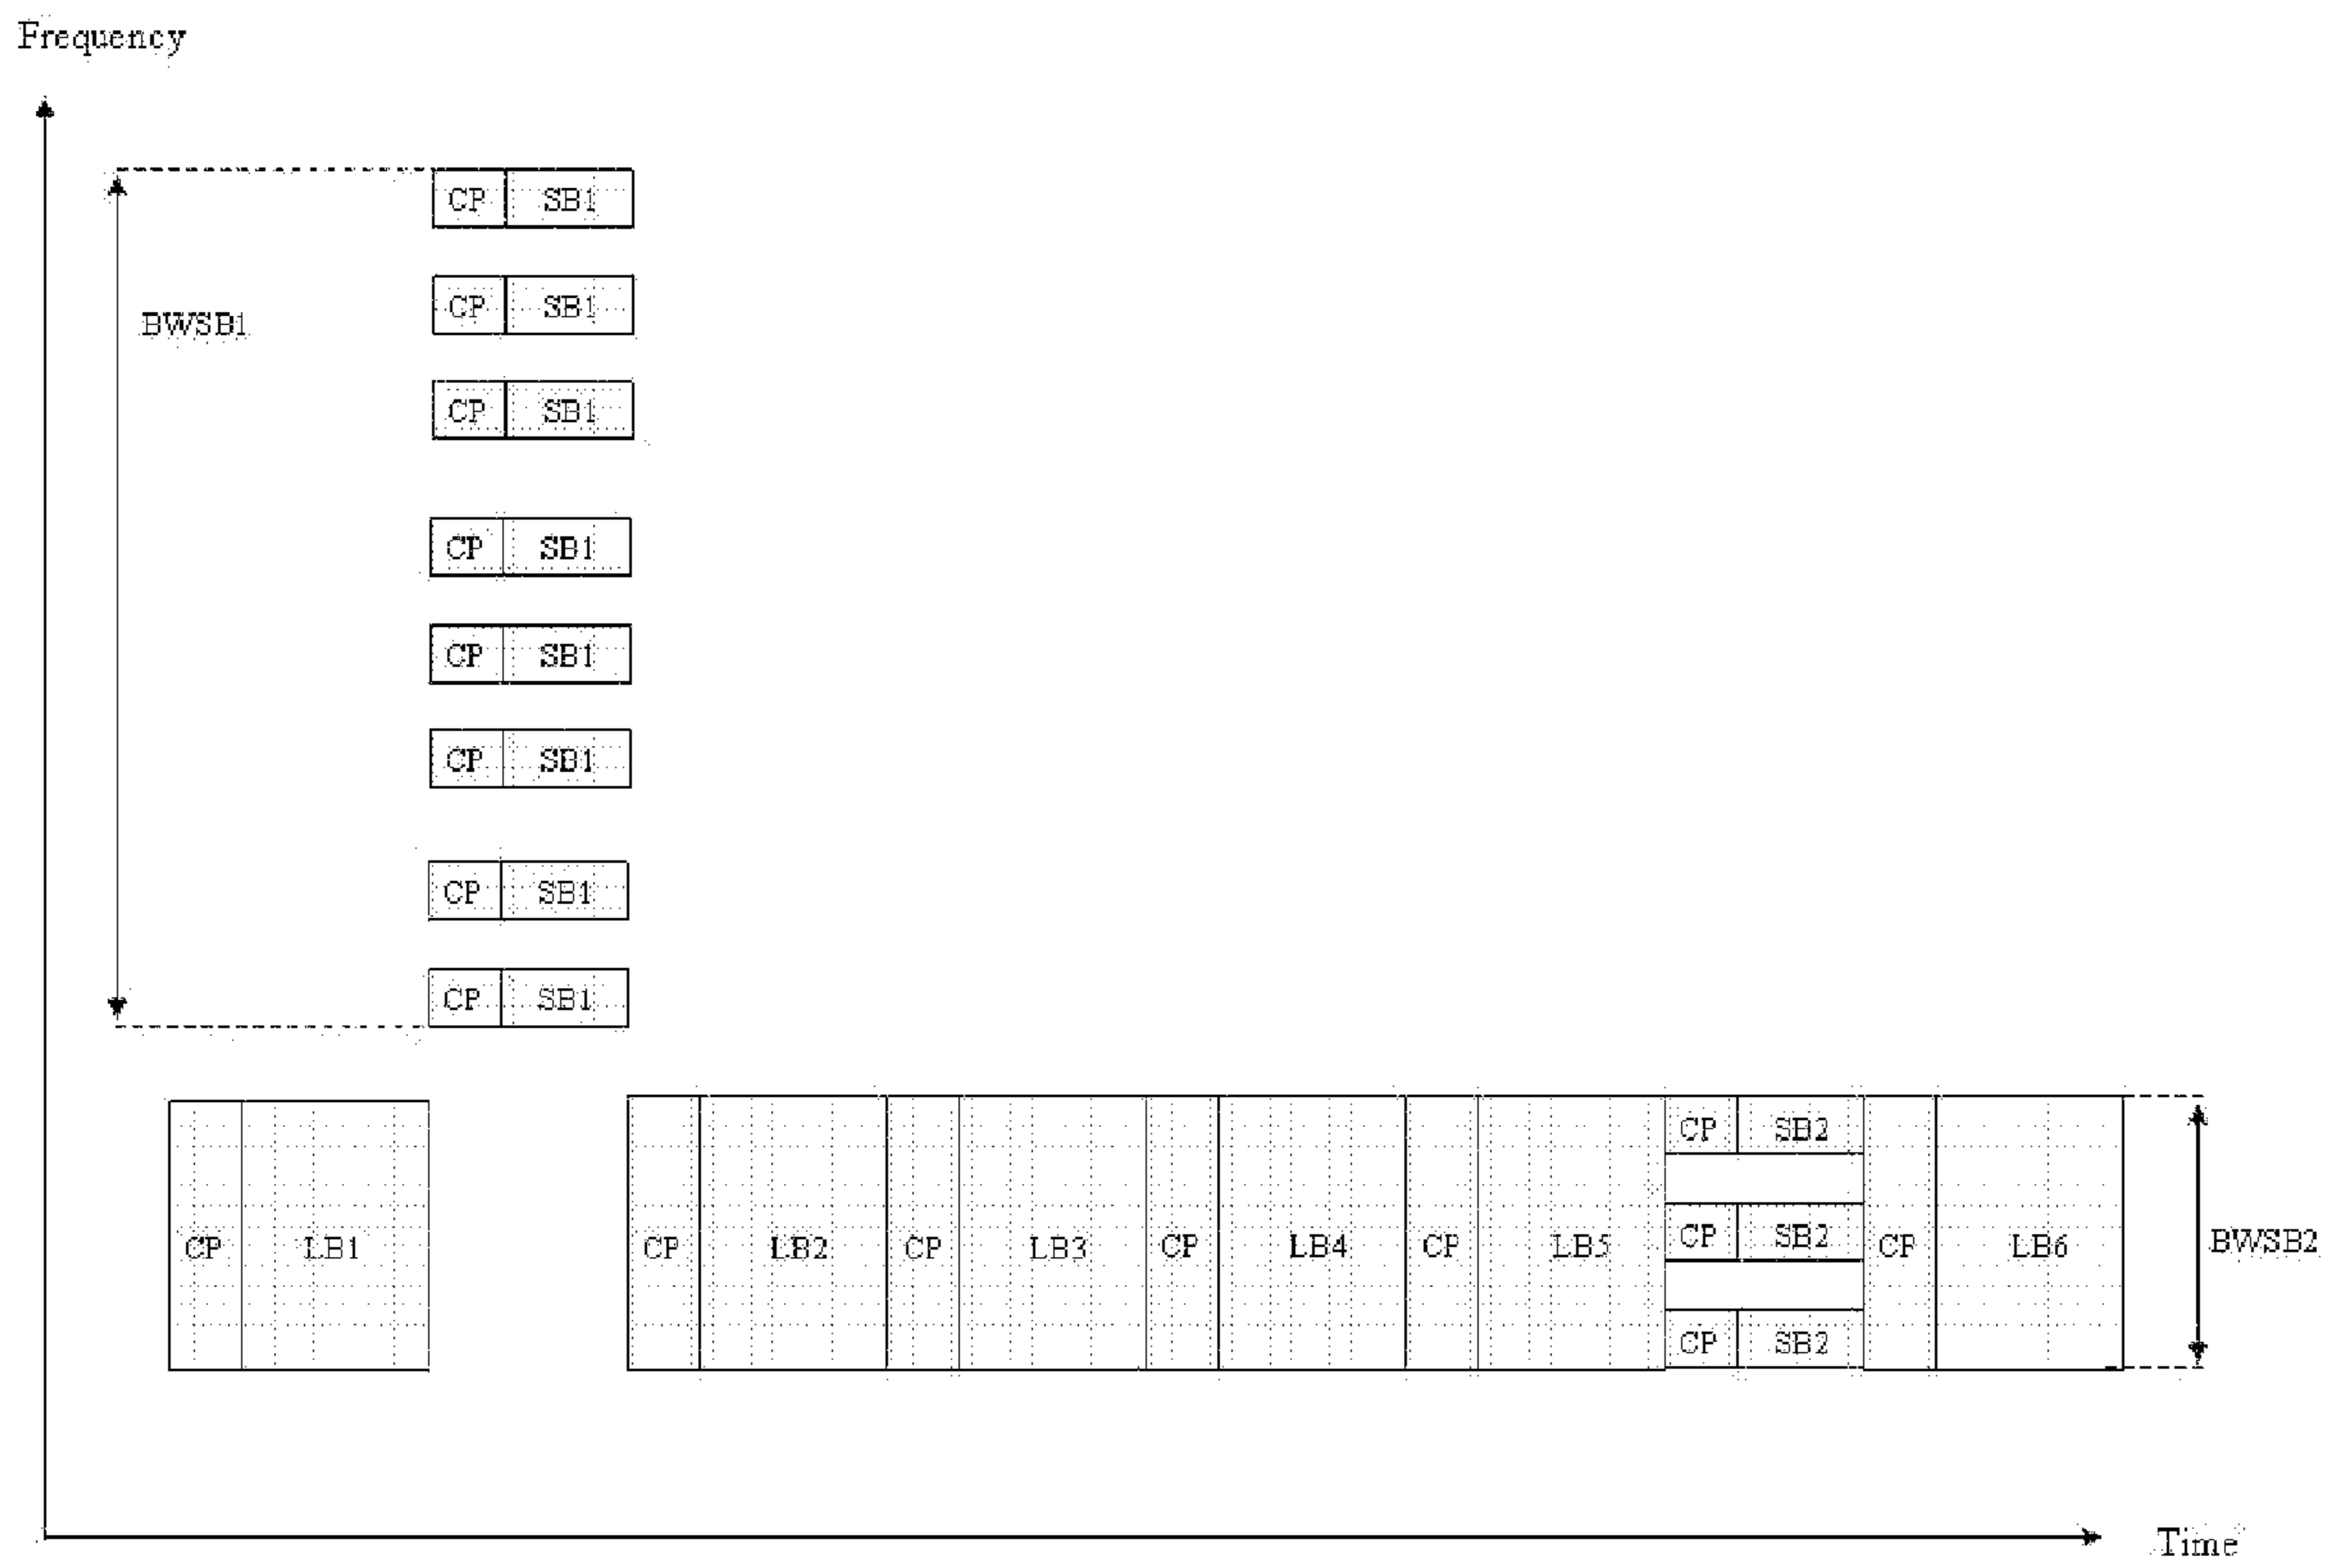 Frequency
CP SB1
CP SB1
BWSB1
CP SB1
CP SB1
CP SB1
CP SB1
CP SB1
CP SB1
CP LB1 CP LB2 CP LB3 CP LB4 CP LB5 CP SB2 CP LB6 BWSB2
CP SB2
CP SB2
Time